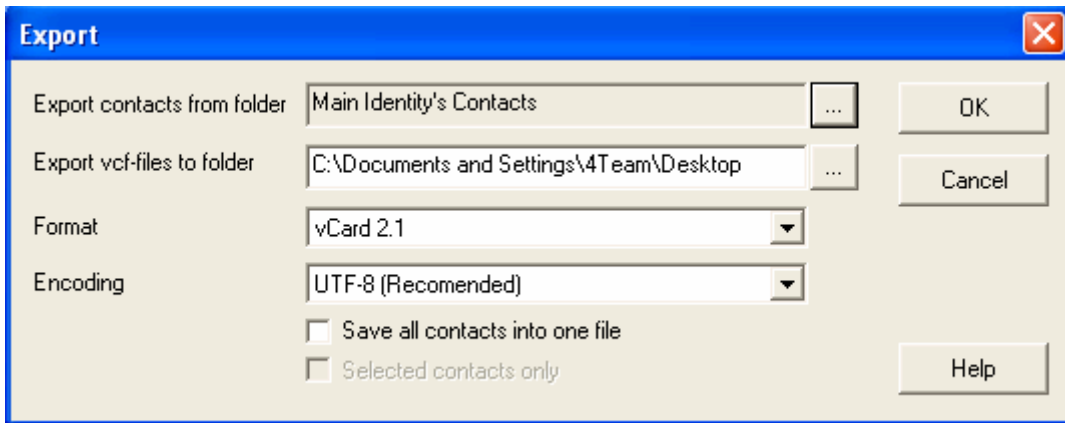 Export
Export contacts from folder Main Identity's Contacts ... OK
Export vcf-files to folder C:\Documents and Settings\4Team\Desktop ... Cancel
Format vCard 2.1
Encoding UTF-8 (Recomended)
Save all contacts into one file
Selected contacts only Help